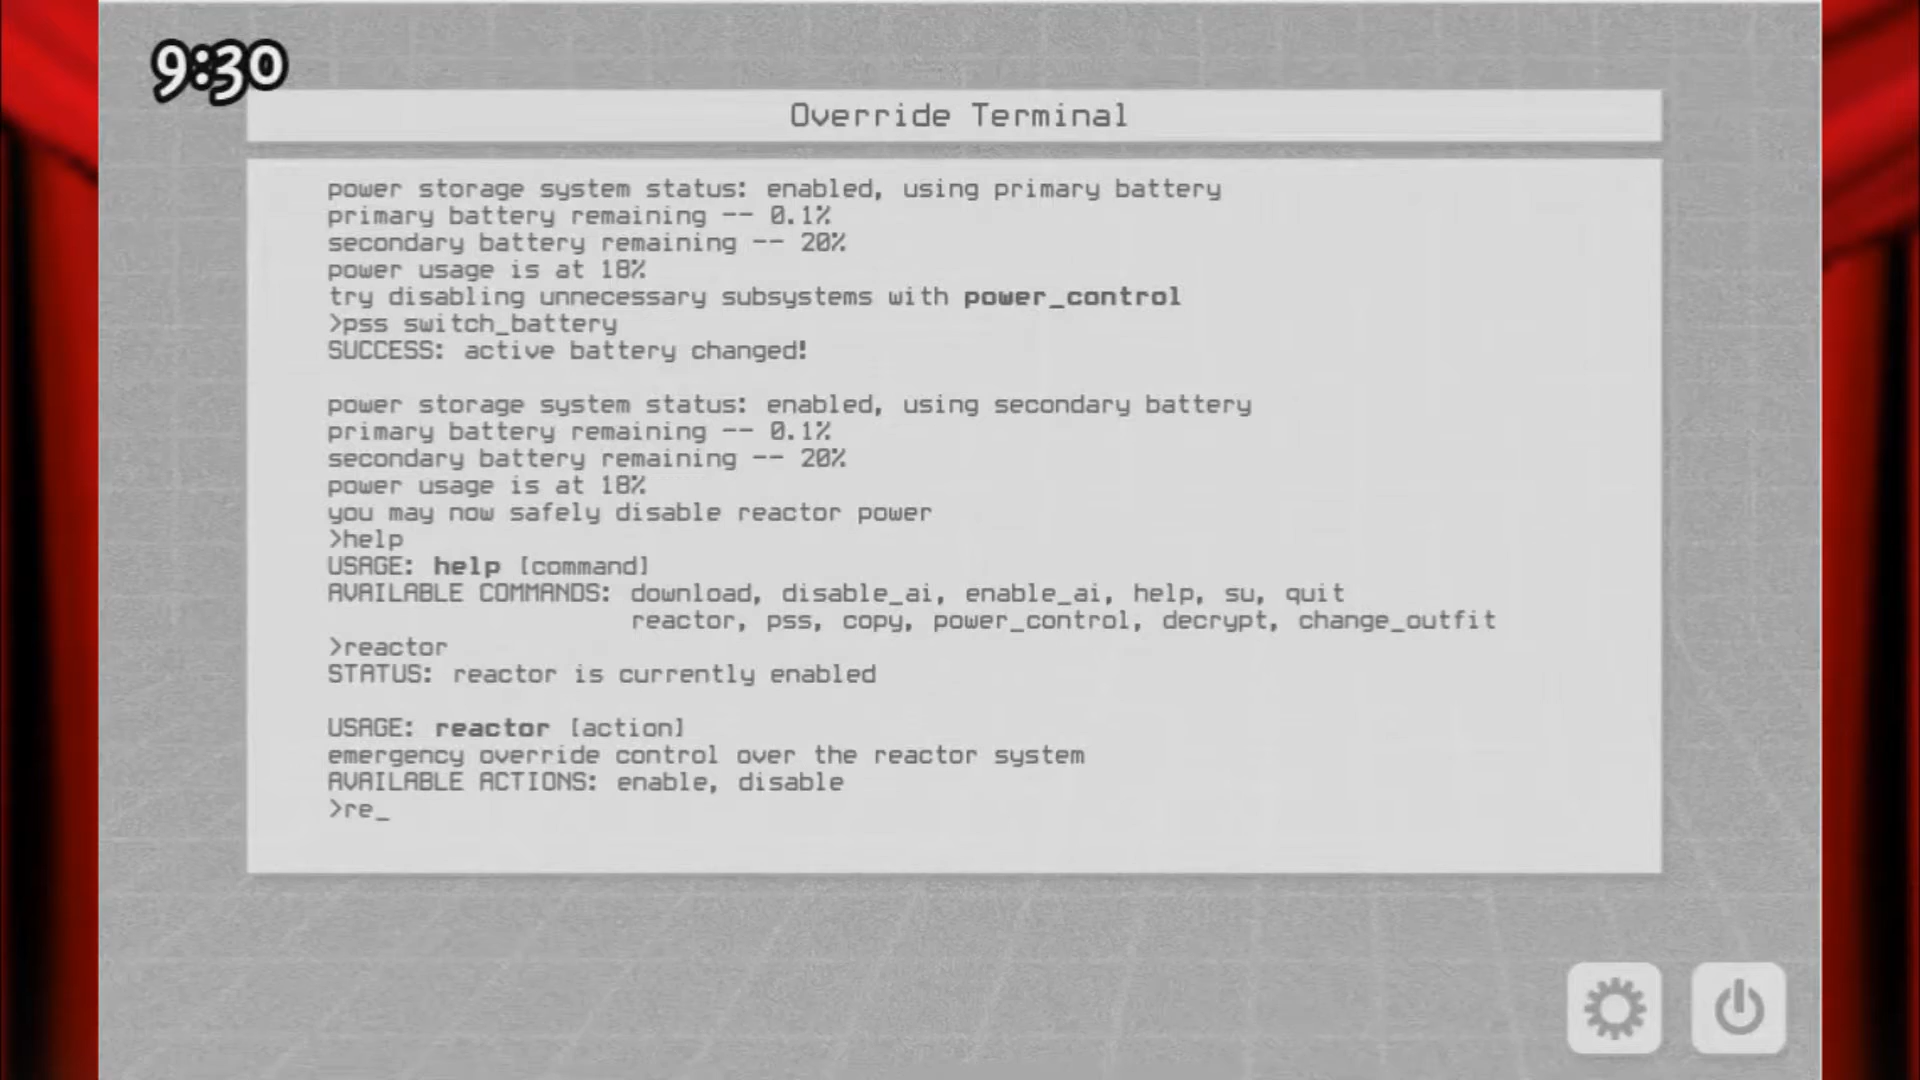 9:30
Override Terminal
power storage system status: enabled, using primary battery
primary battery remaining -- 0.1%
secondary battery remaining -- 20%
power usage is at 18%
try disabling unnecessary subsystems with power_control
>pss switch_battery
SUCCESS: active battery changed!
power storage system status: enabled, using secondary battery
primary battery remaining -- 0.1%
secondary battery remaining -- 20%
power usage is at 18%
you may now safely disable reactor power
>help
USAGE: help [command]
AVAILABLE COMMANDS: download, disable_ai, enable_ai, help, su, quit
reactor, pss, copy, power_control, decrypt, change_outfit
>reactor
STATUS: reactor is currently enabled
USAGE: reactor [action]
emergency override control over the reactor system
AVAILABLE ACTIONS: enable, disable
>re_